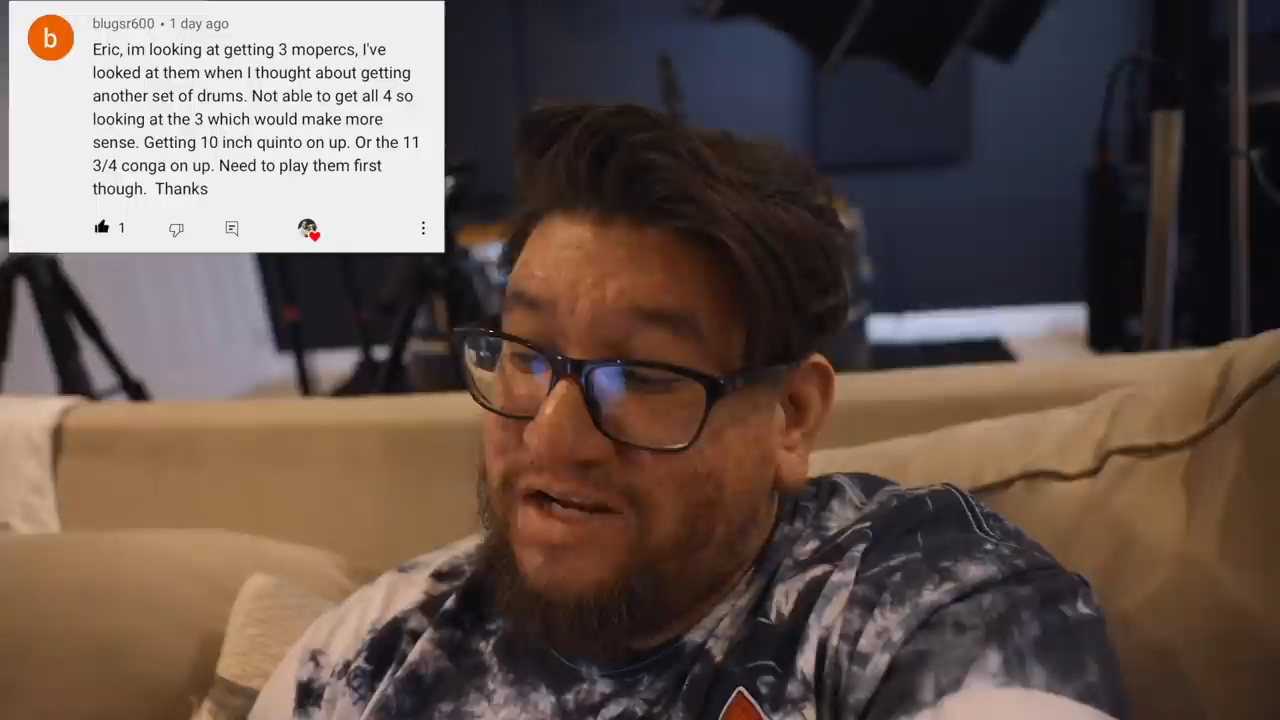 b
blugsr600 • 1 day ago
Eric, im looking at getting 3 mopercs, I've
looked at them when I thought about getting
another set of drums. Not able to get all 4 so
looking at the 3 which would make more
sense. Getting 10 inch quinto on up. Or the 11
3/4 conga on up. Need to play them first
though.  Thanks
1